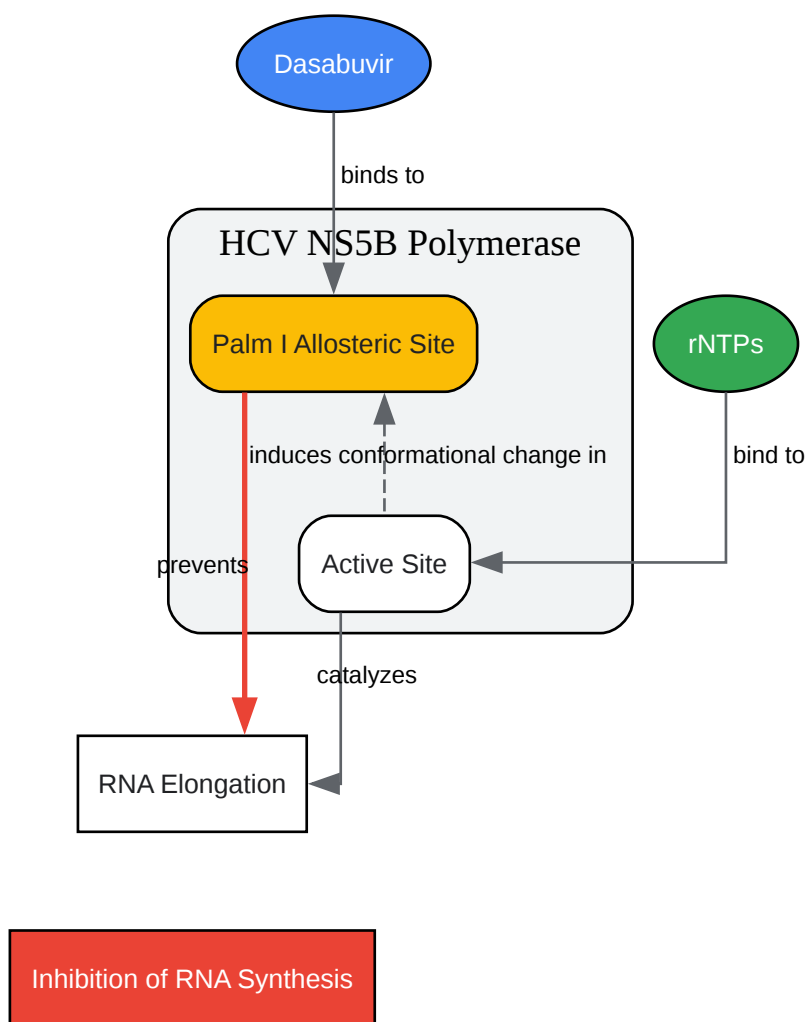 Dasabuvir
binds to
HCV NS5B Polymerase
Palm I Allosteric Site
rNTPs
induces conformational change in
bind to
prevents
Active Site
catalyzes
RNA Elongation
Inhibition of RNA Synthesis